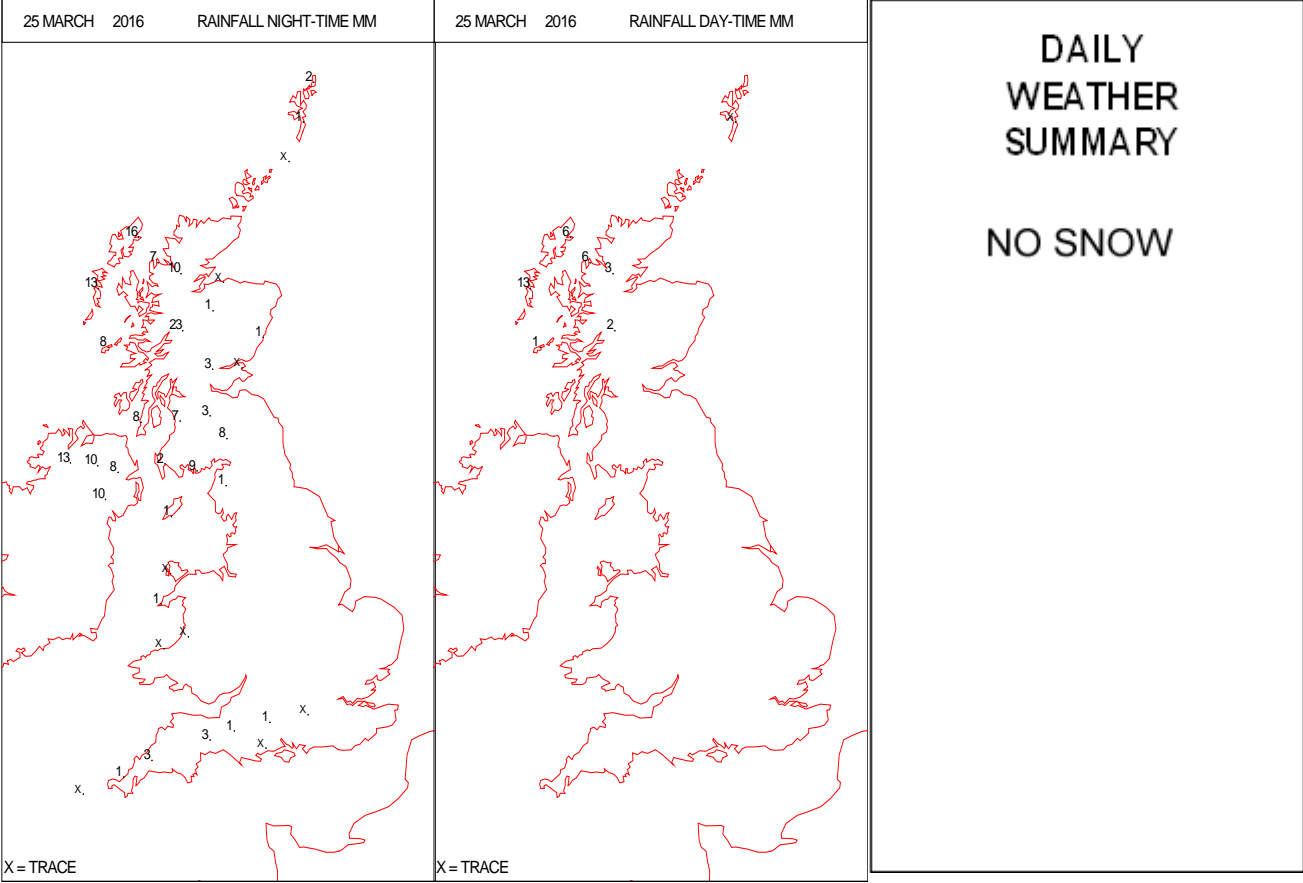 25 MARCH 2016 RAINFALL NIGHT-TIME MM
2
1
X
16
7
10
X
13
1
23
1
8
3
X
8
7
3
8
13
10
8
2
9
1
10
1
X
1
X
X
X
1
1
3
X
3
1
X
X = TRACE
25 MARCH 2016 RAINFALL DAY-TIME MM
X
6
6
3
13
2
1
X = TRACE
DAILY
WEATHER
SUMMARY
NO SNOW